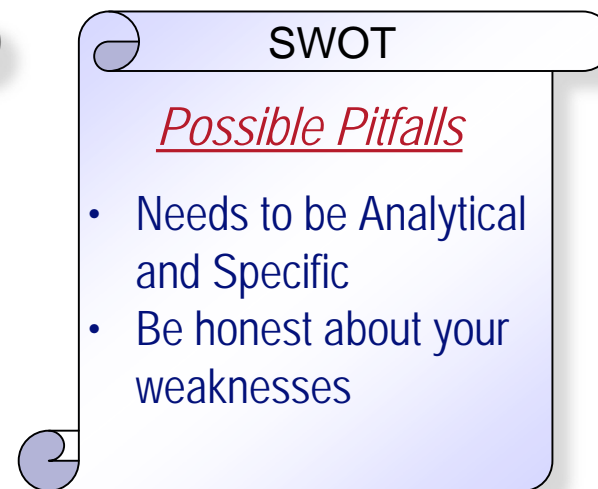 SWOT
Possible Pitfalls
• Needs to be Analytical
and Specific
• Be honest about your
weaknesses